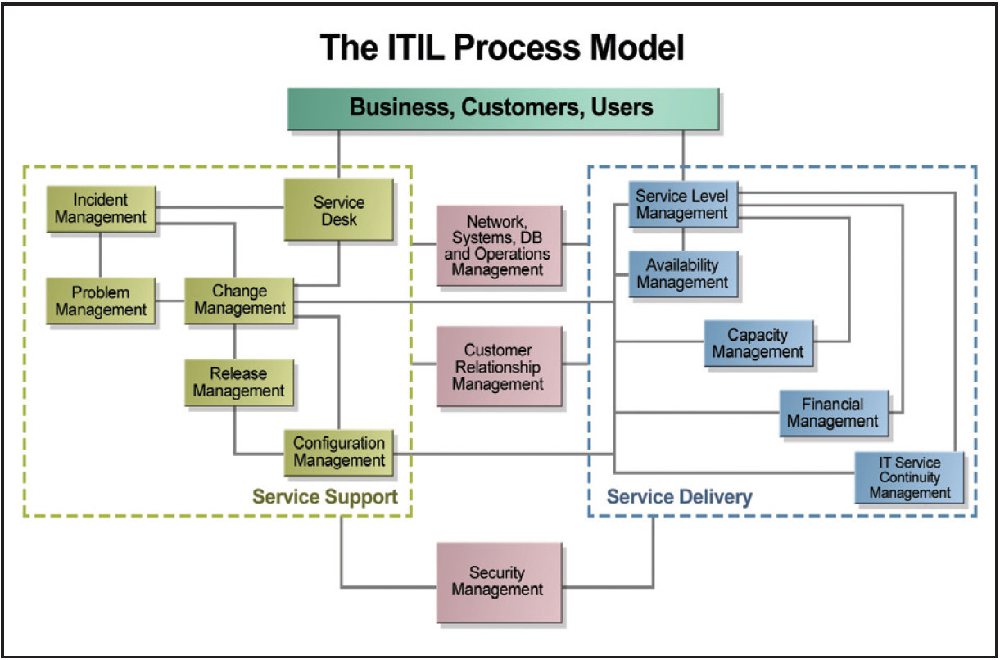 The ITIL Process Model
Business, Customers, Users
Incident
Management
Service
Desk
Problem
Management
Change
Management
Release
Management
Configuration
Management
Service Support
Network,
Systems, DB
and Operations
Management
Customer
Relationship
Management
Service Level
Management
Availability
Management
Capacity
Management
Financial
Management
IT Service
Continuity
Management
Service Delivery
Security
Management